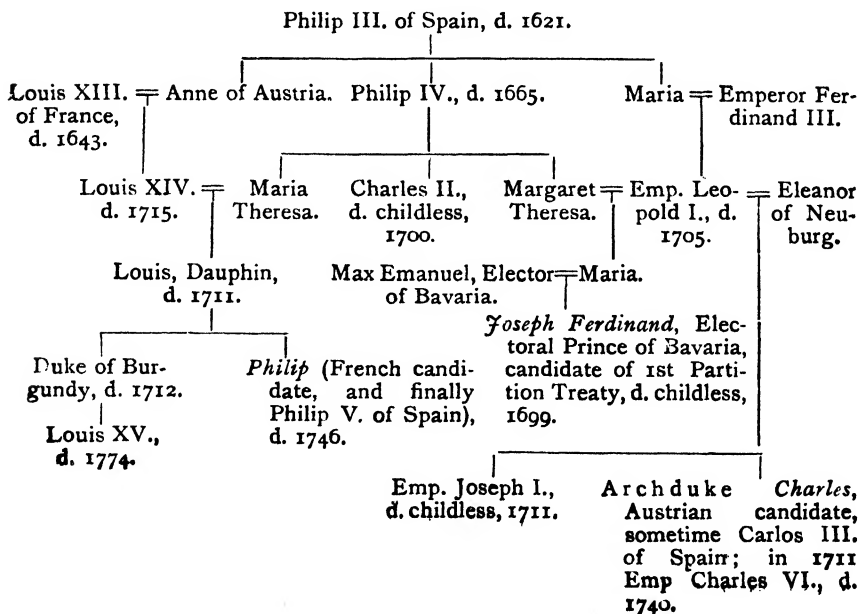 Philip III. of Spain, d. 1621.
Louis XIII. = Anne of Austria. Philip IV., d. 1665. Maria = Emperor Fer-
of France, dinand III.
d. 1643.
Louis XIV. = Maria Charles II., Margaret = Emp. Leo- = Eleanor
d. 1715. Theresa. d. childless, Theresa. pold I., d. of Neu-
1700. 1705. burg.
Louis, Dauphin, Max Emanuel, Elector = Maria.
d. 1711. of Bavaria.
Joseph Ferdinand, Elec-
toral Prince of Bavaria,
candidate of 1st Parti-
tion Treaty, d. childless,
1699.
Duke of Bur-
gundy, d. 1712.
Philip (French candi-
date, and finally
Philip V. of Spain),
d. 1746.
Louis XV.,
d. 1774.
Emp. Joseph I.,
d. childless, 1711.
Archduke Charles,
Austrian candidate,
sometime Carlos III.
of Spain; in 1711
Emp Charles VI., d.
1740.